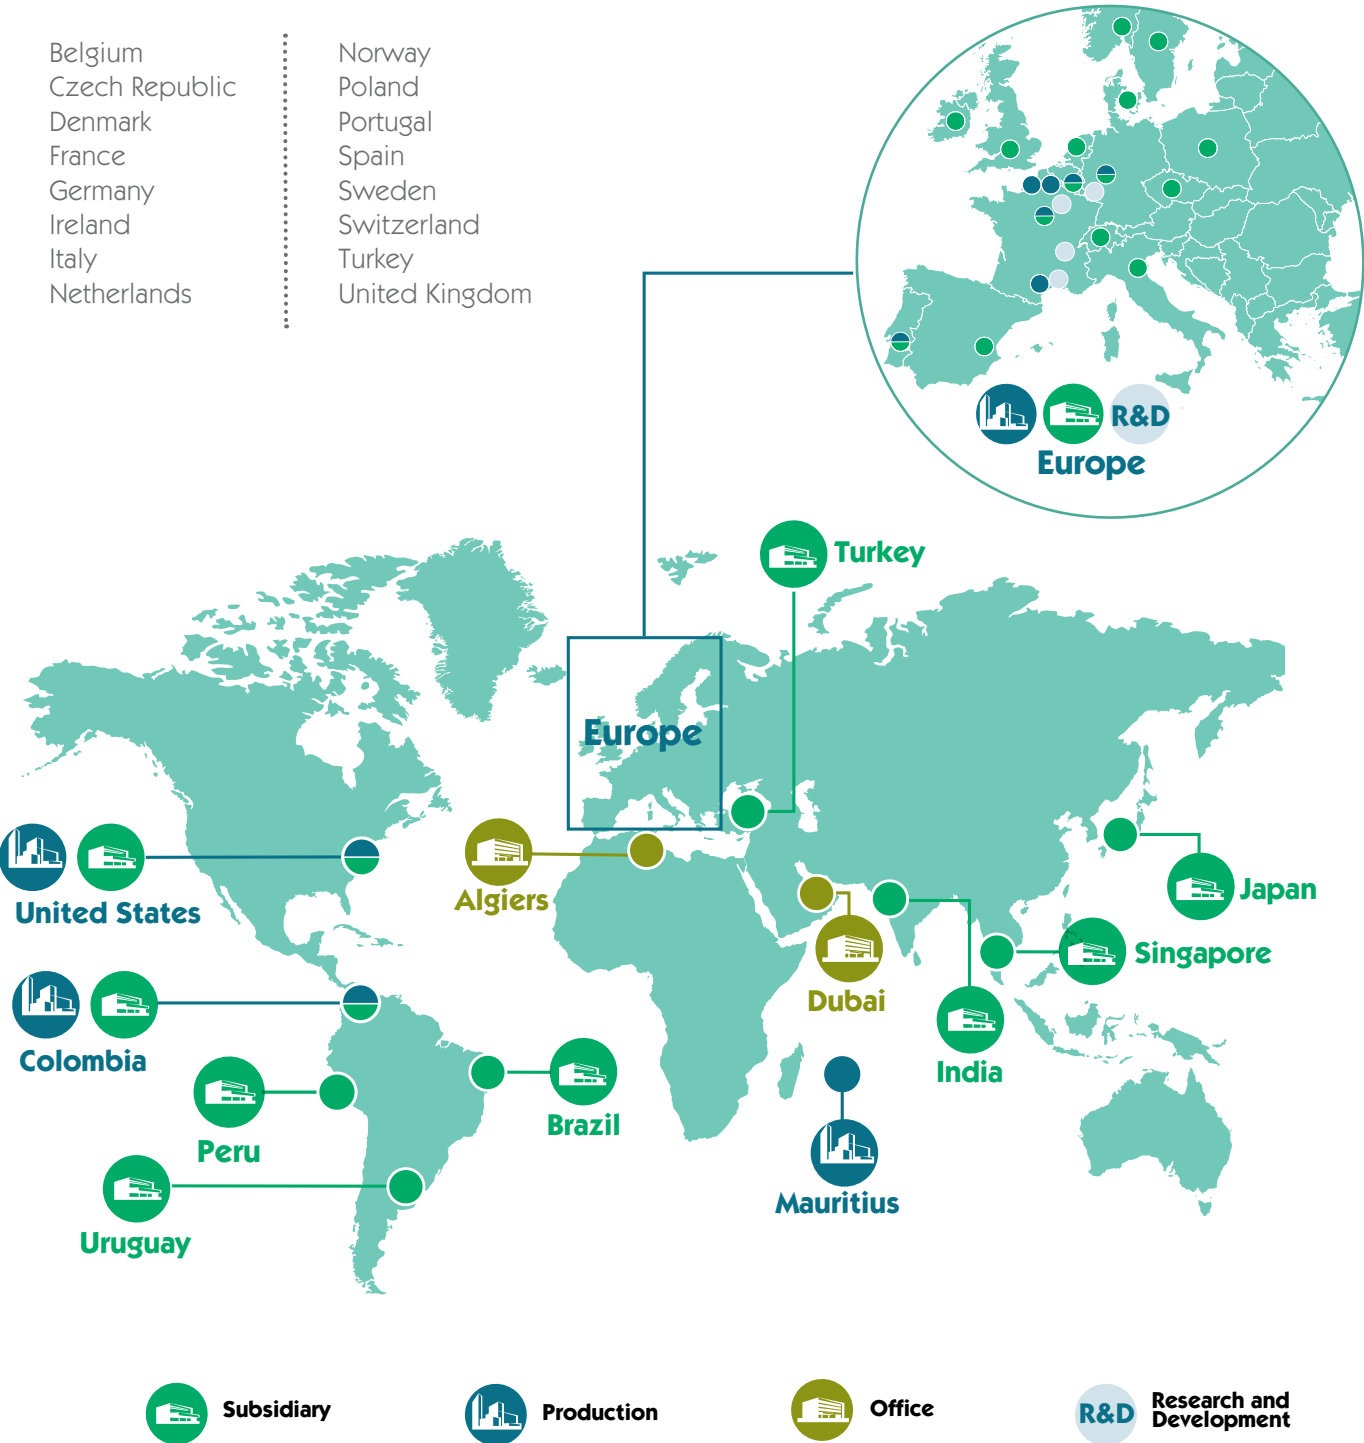 Belgium
Czech Republic
Denmark
France
Germany
Ireland
Italy
Netherlands
Norway
Poland
Portugal
Spain
Sweden
Switzerland
Turkey
United Kingdom
R&D
Europe
Turkey
Europe
United States
Algiers
Japan
Singapore
Dubai
Colombia
India
Brazil
Peru
Mauritius
Uruguay
Subsidiary
Production
Office
R&D
Research and
Development